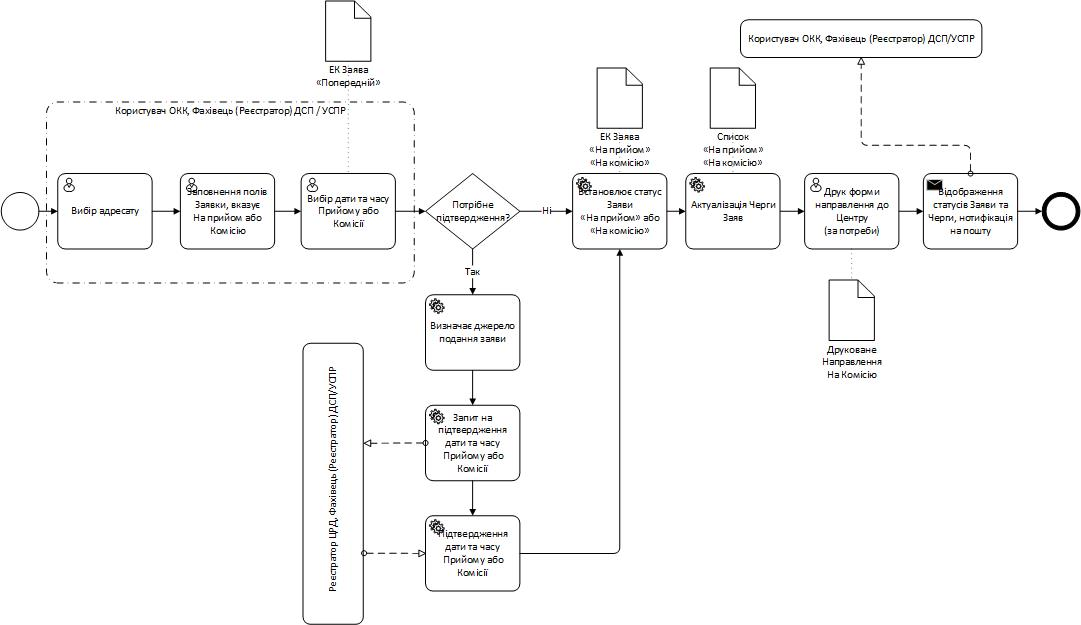 ЕК Заява
«Попередній»
Користувач ОКК, Фахівець (Реєстратор) ДСП / УСПР
Вибір адресату
Заповнення полів
Заявки, вказує
На прийом або
Комісію
Вибір дати та часу
Прийому або
Комісії
Потрібне
підтвердження?
Ні
Так
ЕК Заява
«На прийом»
«На комісію»
Встановлює статус
Заяви
«На прийом» або
«На комісію»
Список
«На прийом»
«На комісію»
Актуалізація Черги
Заяв
Друк форми
направлення до
Центру
(за потреби)
Друковане
Направлення
На Комісію
Користувач ОКК, Фахівець (Реєстратор) ДСП/УСПР
Відображення
статусів Заяви та
Черги, нотифікація
на пошту
Визначає джерело
подання заяви
Запит на
підтвердження
дати та часу
Прийому або
Комісії
Підтвердження
дати та часу
Прийому або
Комісії
Реєстратор ЦРД, Фахівець (Реєстратор) ДСП/УСПР